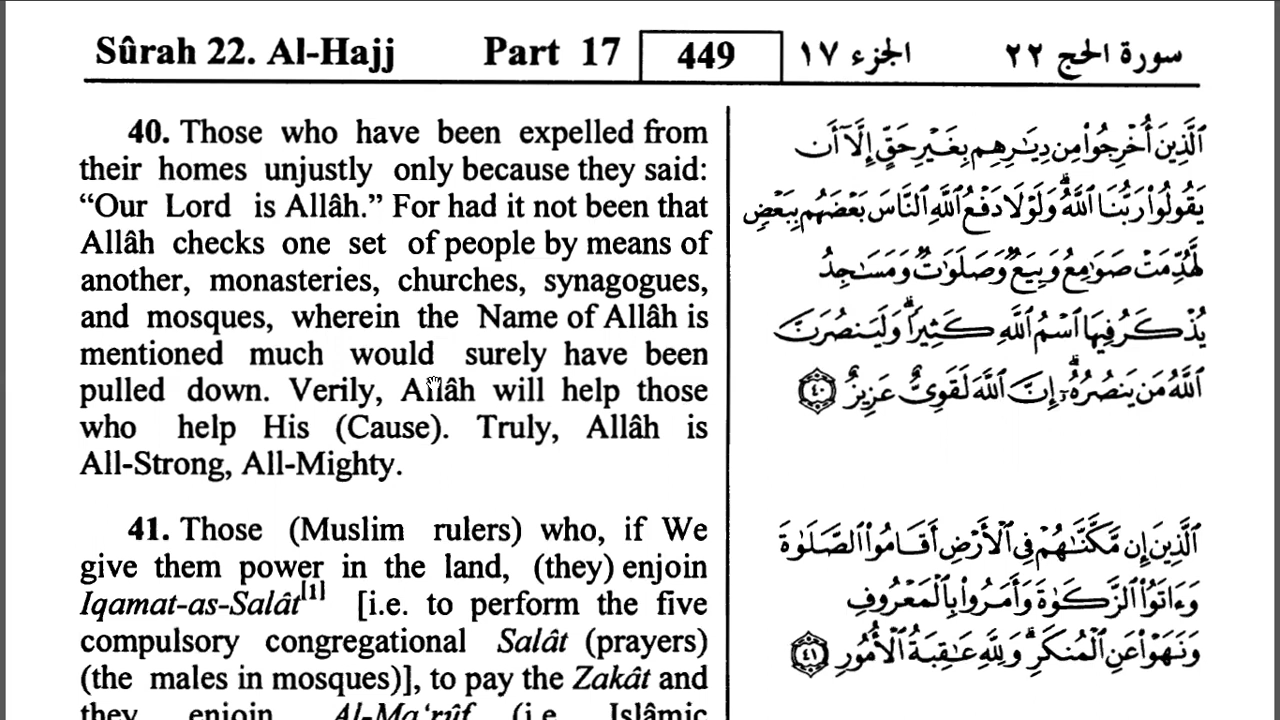 Sûrah 22. Al-Hajj Part 17 449 الجزء ١٧ سورة الحج ٢٢
40. Those who have been expelled from
their homes unjustly only because they said:
“Our Lord is Allâh.” For had it not been that
Allâh checks one set of people by means of
another, monasteries, churches, synagogues,
and mosques, wherein the Name of Allâh is
mentioned much would surely have been
pulled down. Verily, Allâh will help those
who help His (Cause). Truly, Allâh is
All-Strong, All-Mighty.
41. Those (Muslim rulers) who, if We
give them power in the land, (they) enjoin
Iqamat-as-Salât[1] [i.e. to perform the five
compulsory congregational Salât (prayers)
(the males in mosques)], to pay the Zakât and
they enjoin Al-Ma‘rûf (i.e. Islâmic
ٱلَّذِينَ أُخْرِجُوا۟ مِن دِيَـٰرِهِم بِغَيْرِ حَقٍّ إِلَّآ أَن
يَقُولُوا۟ رَبُّنَا ٱللَّهُ ۗ وَلَوْلَا دَفْعُ ٱللَّهِ ٱلنَّاسَ بَعْضَهُم بِبَعْضٍ
لَّهُدِّمَتْ صَوَٰمِعُ وَبِيَعٌ وَصَلَوَٰتٌ وَمَسَـٰجِدُ
يُذْكَرُ فِيهَا ٱسْمُ ٱللَّهِ كَثِيرًا ۗ وَلَيَنصُرَنَّ
ٱللَّهُ مَن يَنصُرُهُۥٓ ۗ إِنَّ ٱللَّهَ لَقَوِىٌّ عَزِيزٌ ٤٠
ٱلَّذِينَ إِن مَّكَّنَّـٰهُمْ فِى ٱلْأَرْضِ أَقَامُوا۟ ٱلصَّلَوٰةَ
وَءَاتَوُا۟ ٱلزَّكَوٰةَ وَأَمَرُوا۟ بِٱلْمَعْرُوفِ
وَنَهَوْا۟ عَنِ ٱلْمُنكَرِ ۗ وَلِلَّهِ عَـٰقِبَةُ ٱلْأُمُورِ ٤١